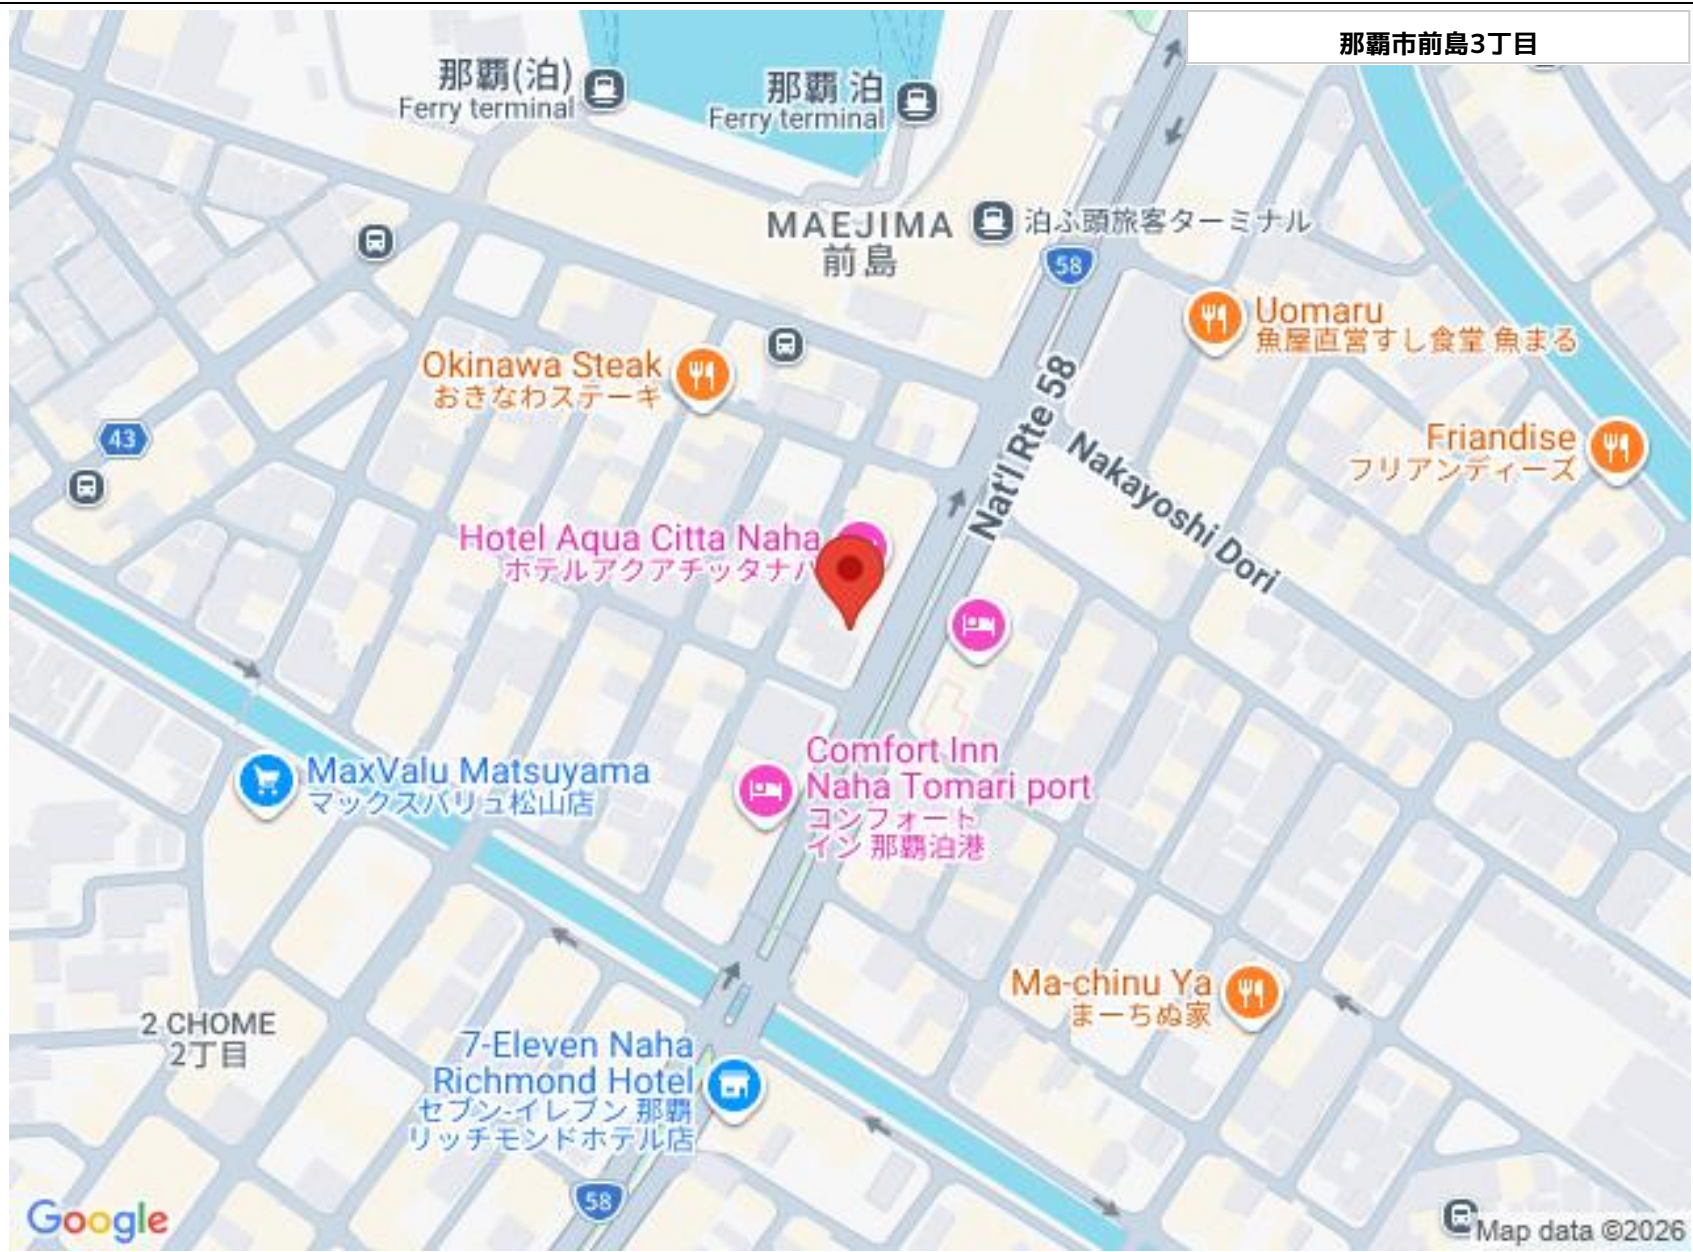 那覇市前島3丁目
那覇(泊)
Ferry terminal
那覇 泊
Ferry terminal
MAEJIMA
前島
泊ふ頭旅客ターミナル
58
Uomaru
魚屋直営すし食堂 魚まる
Okinawa Steak
おきなわステーキ
Nat'l Rte 58
Nakayoshi Dori
43
Friandise
フリアンディーズ
Hotel Aqua Citta Naha
ホテルアクアチッタナハ
MaxValu Matsuyama
マックスバリュ松山店
Comfort Inn
Naha Tomari port
コンフォート
イン 那覇泊港
Ma-chinu Ya
まーちぬ家
2 CHOME
2丁目
7-Eleven Naha
Richmond Hotel
セブン-イレブン 那覇
リッチモンドホテル店
58
Google
Map data ©2026